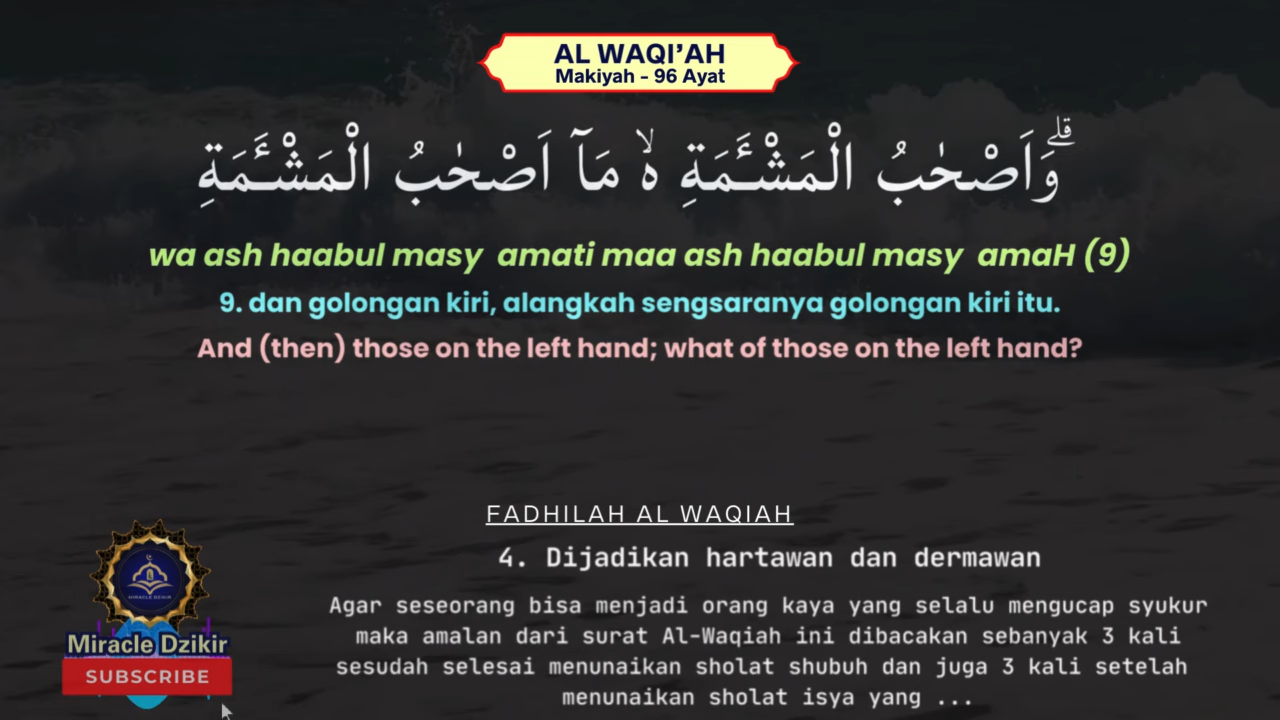 AL WAQI'AH
Makiyah - 96 Ayat
وَاَصْحٰبُ الْمَشْـَٔمَةِ ەۙ مَآ اَصْحٰبُ الْمَشْـَٔمَةِ ۗ
wa ash haabul masy amati maa ash haabul masy amaH (9)
9. dan golongan kiri, alangkah sengsaranya golongan kiri itu.
And (then) those on the left hand; what of those on the left hand?
FADHILAH AL WAQIAH
4. Dijadikan hartawan dan dermawan
Agar seseorang bisa menjadi orang kaya yang selalu mengucap syukur
maka amalan dari surat Al-Waqiah ini dibacakan sebanyak 3 kali
sesudah selesai menunaikan sholat shubuh dan juga 3 kali setelah
menunaikan sholat isya yang ...
MIRACLE DZIKIR
Miracle Dzikir
SUBSCRIBE